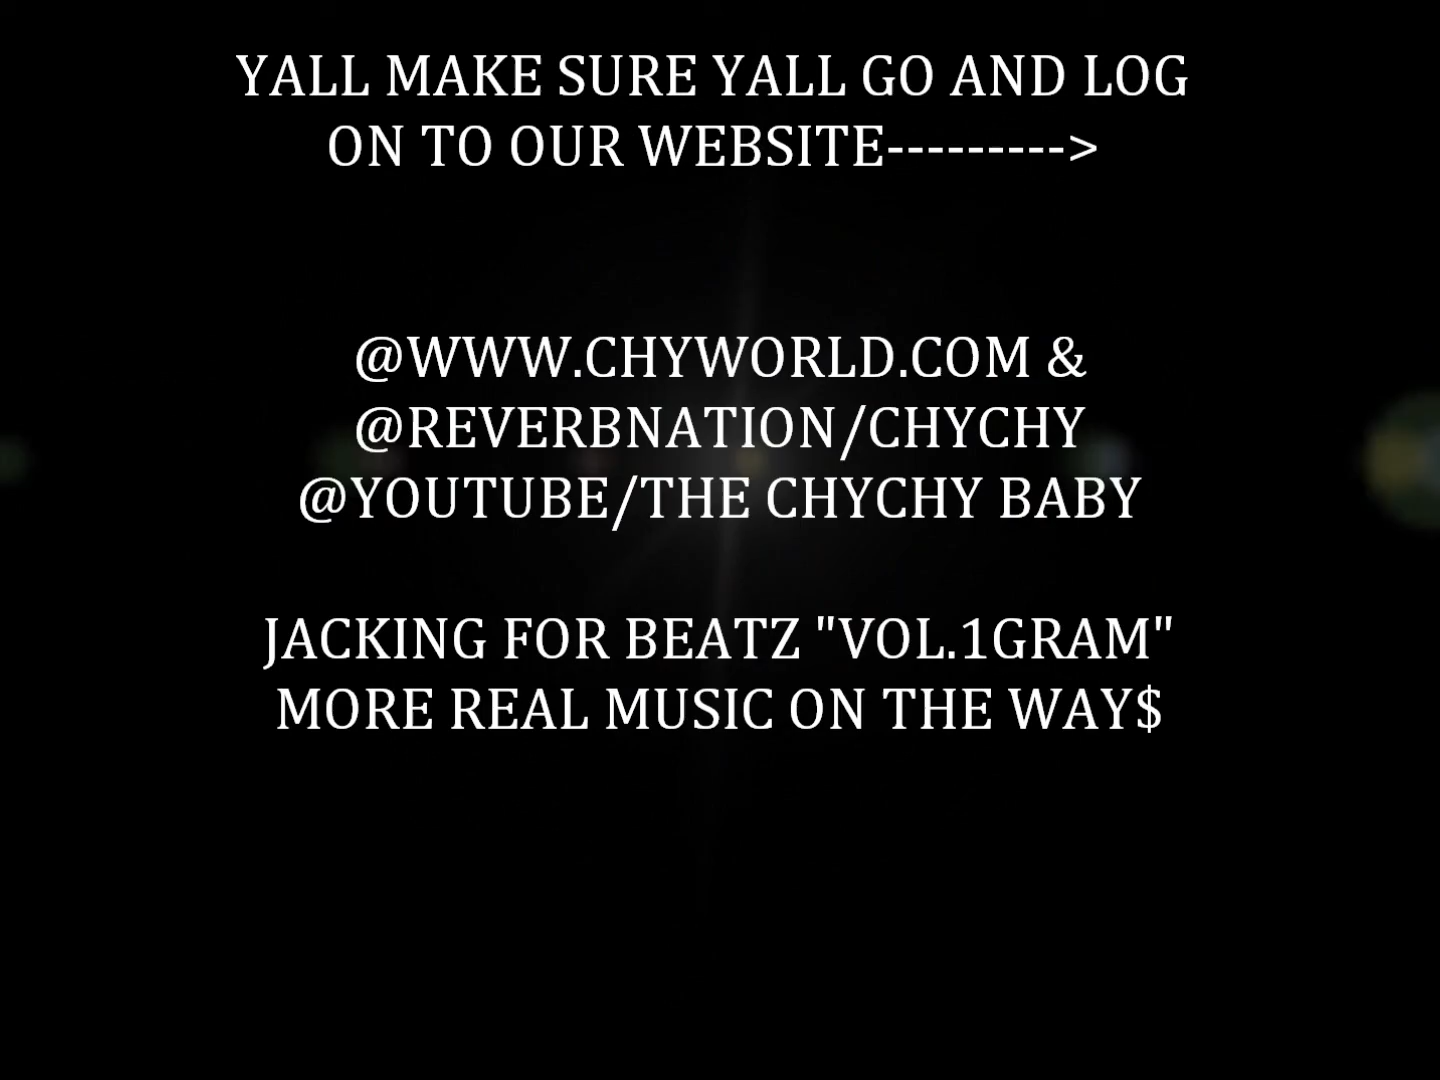 YALL MAKE SURE YALL GO AND LOG
ON TO OUR WEBSITE--------->
@WWW.CHYWORLD.COM &
@REVERBNATION/CHYCHY
@YOUTUBE/THE CHYCHY BABY
JACKING FOR BEATZ "VOL.1GRAM"
MORE REAL MUSIC ON THE WAY$